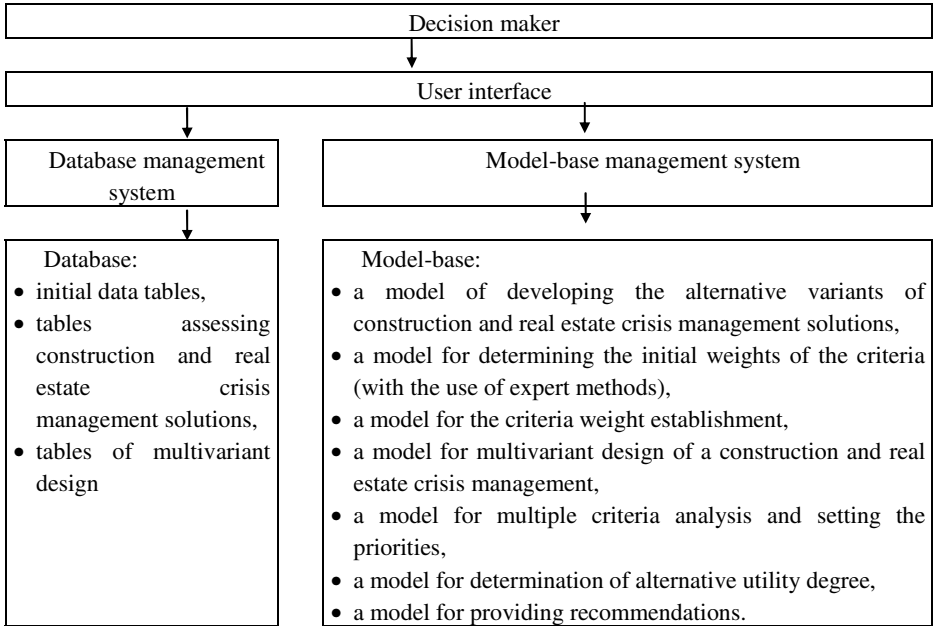 Decision maker
User interface
Database management
system
Model-base management system
Database:
• initial data tables,
• tables assessing
construction and real
estate crisis
management solutions,
• tables of multivariant
design
Model-base:
• a model of developing the alternative variants of
construction and real estate crisis management solutions,
• a model for determining the initial weights of the criteria
(with the use of expert methods),
• a model for the criteria weight establishment,
• a model for multivariant design of a construction and real
estate crisis management,
• a model for multiple criteria analysis and setting the
priorities,
• a model for determination of alternative utility degree,
• a model for providing recommendations.